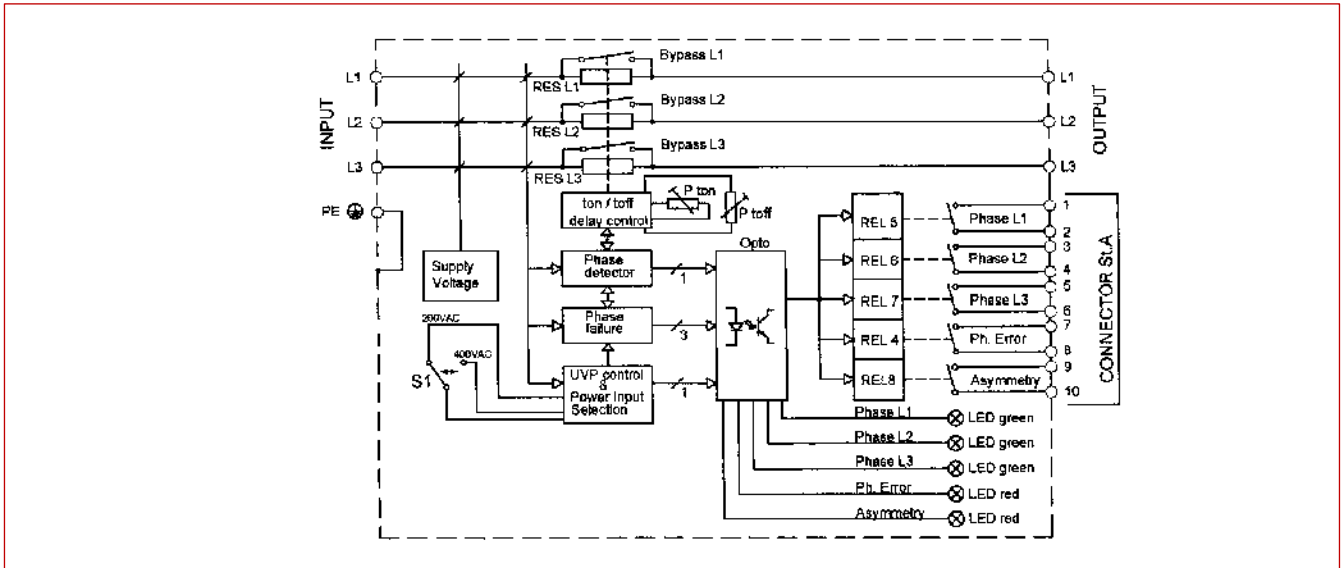 Bypass L1
L1
RES L1
L1
Bypass L2
L2
RES L2
L2
Bypass L3
L3
RES L3
L3
INPUT
OUTPUT
PE
ton / toff
delay control
P ton
P toff
Opto
Supply
Voltage
Phase
detector
1
Phase
failure
3
200VAC
400VAC
S1
UVP control
&
Power Input
Selection
1
REL 5
Phase L1
1
2
REL 6
Phase L2
3
4
REL 7
Phase L3
5
6
REL 4
Ph. Error
7
8
REL8
Asymmetry
9
10
CONNECTOR St.A
Phase L1
LED green
Phase L2
LED green
Phase L3
LED green
Ph. Error
LED red
Asymmetry
LED red